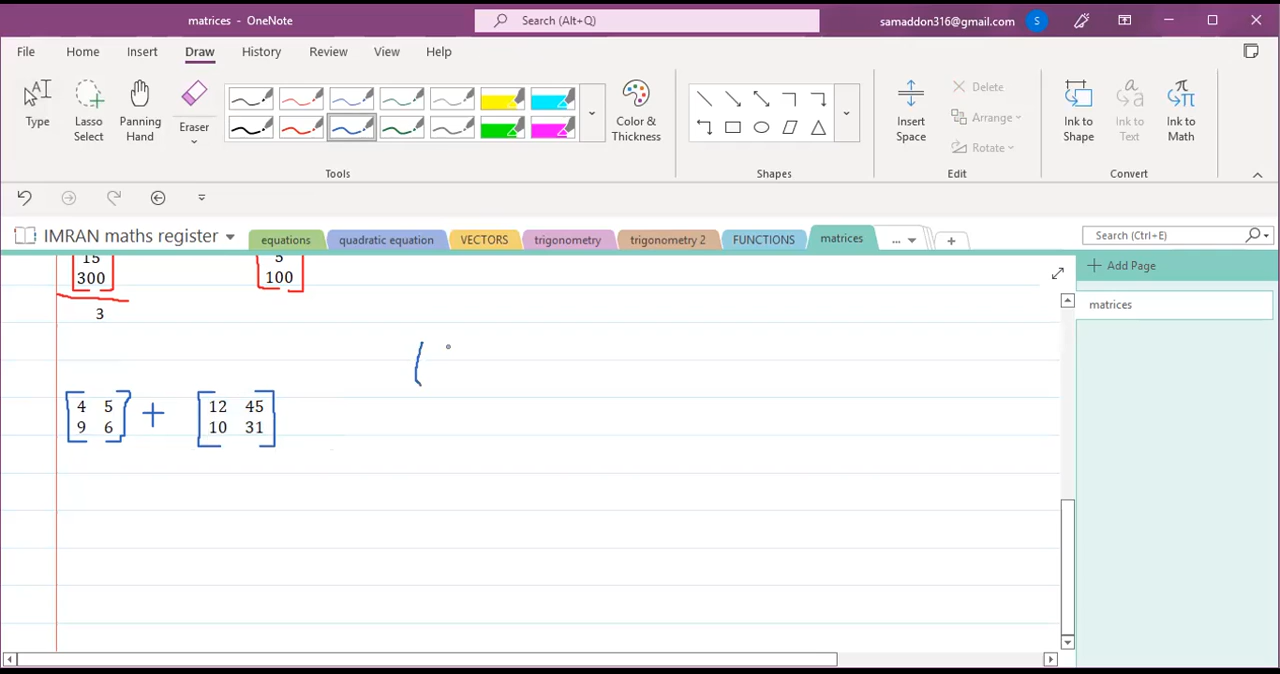 matrices - OneNote
Search (Alt+Q)
samaddon316@gmail.com S
File Home Insert Draw History Review View Help
Type Lasso Select Panning Hand Eraser Color & Thickness Insert Space Delete Arrange Rotate Ink to Shape Ink to Text Ink to Math
Tools Shapes Edit Convert
IMRAN maths register equations quadratic equation VECTORS trigonometry trigonometry 2 FUNCTIONS matrices ... + Search (Ctrl+E)
Add Page
matrices
15 5
300 100
3
(
4 5 + 12 45
9 6 10 31